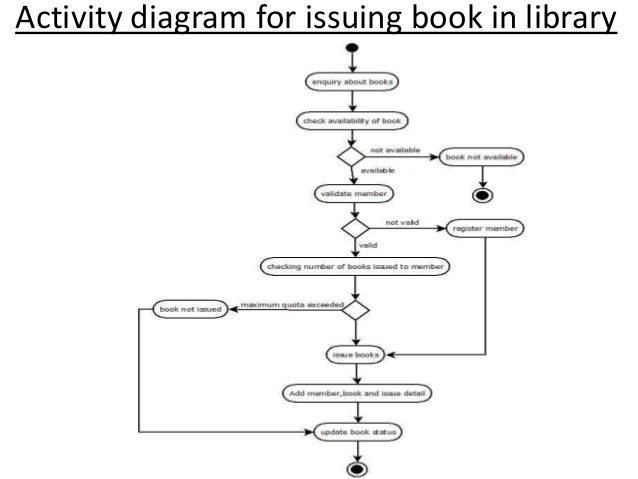 Activity diagram for issuing book in library
enquiry about books
check availability of book
not available
book not available
available
validate member
not valid
register member
valid
checking number of books issued to member
maximum quota exceeded
book not issued
issue books
Add member,book and issue detail
update book status